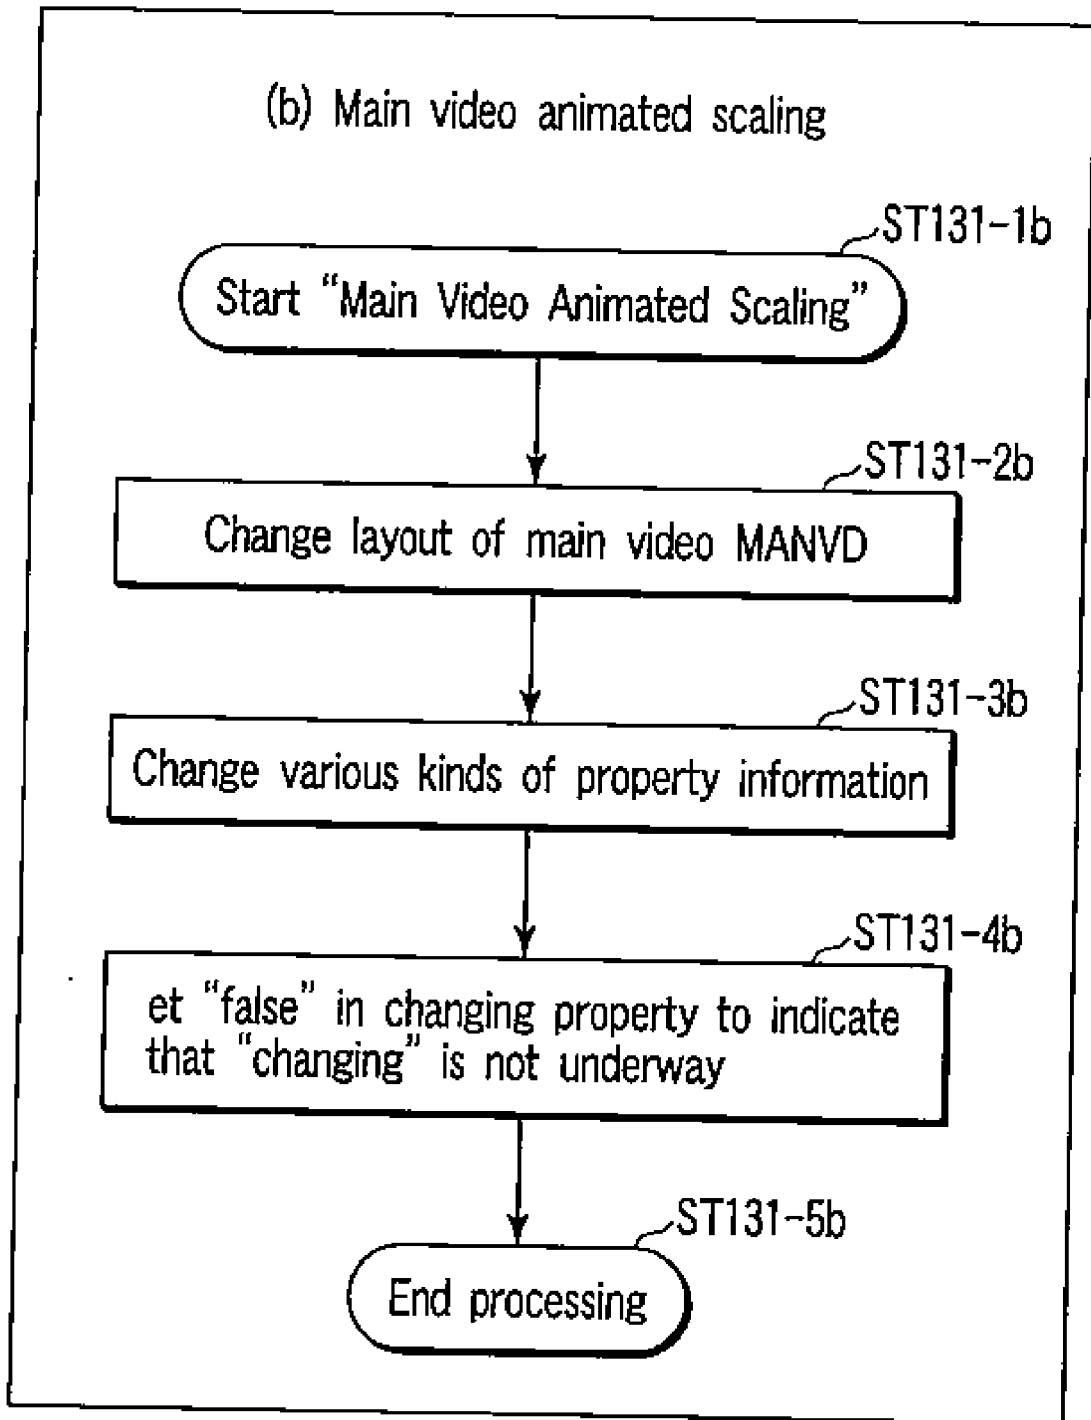 (b) Main video animated scaling
ST131-1b
Start “Main Video Animated Scaling”
ST131-2b
Change layout of main video MANVD
ST131-3b
Change various kinds of property information
ST131-4b
et “false” in changing property to indicate
that “changing” is not underway
ST131-5b
End processing